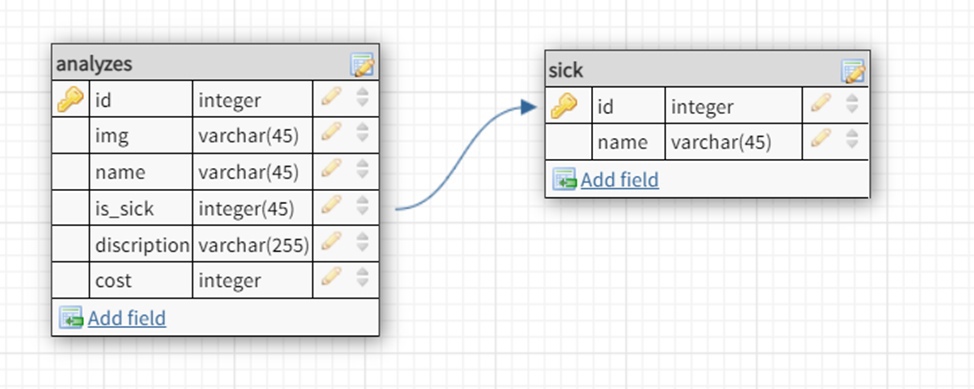 analyzes
id integer
img varchar(45)
name varchar(45)
is_sick integer(45)
discription varchar(255)
cost integer
Add field
sick
id integer
name varchar(45)
Add field